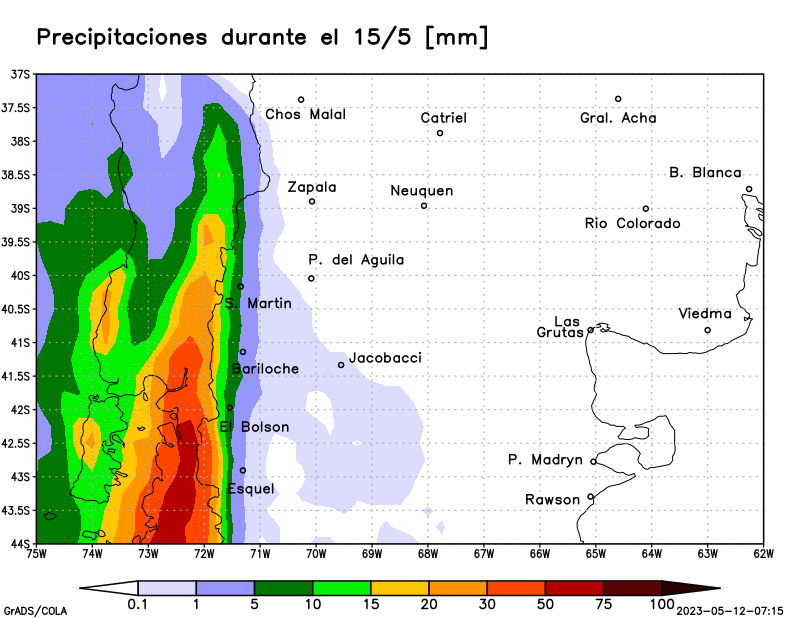 Precipitaciones durante el 15/5 [mm]
37S
37.5S
Chos Malal
Catriel
Gral. Acha
38S
38.5S
B. Blanca
Zapala
Neuquen
39S
Rio Colorado
39.5S
P. del Aguila
40S
S. Martin
40.5S
Las
Grutas
Viedma
41S
Bariloche
Jacobacci
41.5S
42S
El Bolson
42.5S
P. Madryn
43S
Esquel
Rawson
43.5S
44S
75W 74W 73W 72W 71W 70W 69W 68W 67W 66W 65W 64W 63W 62W
0.1 1 5 10 15 20 30 50 75 100
GrADS/COLA
2023-05-12-07:15